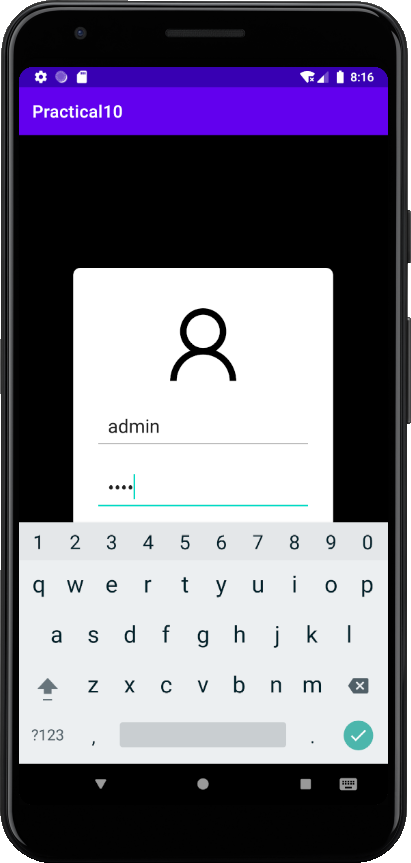 8:16
Practical10
admin
••••
1 2 3 4 5 6 7 8 9 0
q w e r t y u i o p
a s d f g h j k l
z x c v b n m
?123 , .